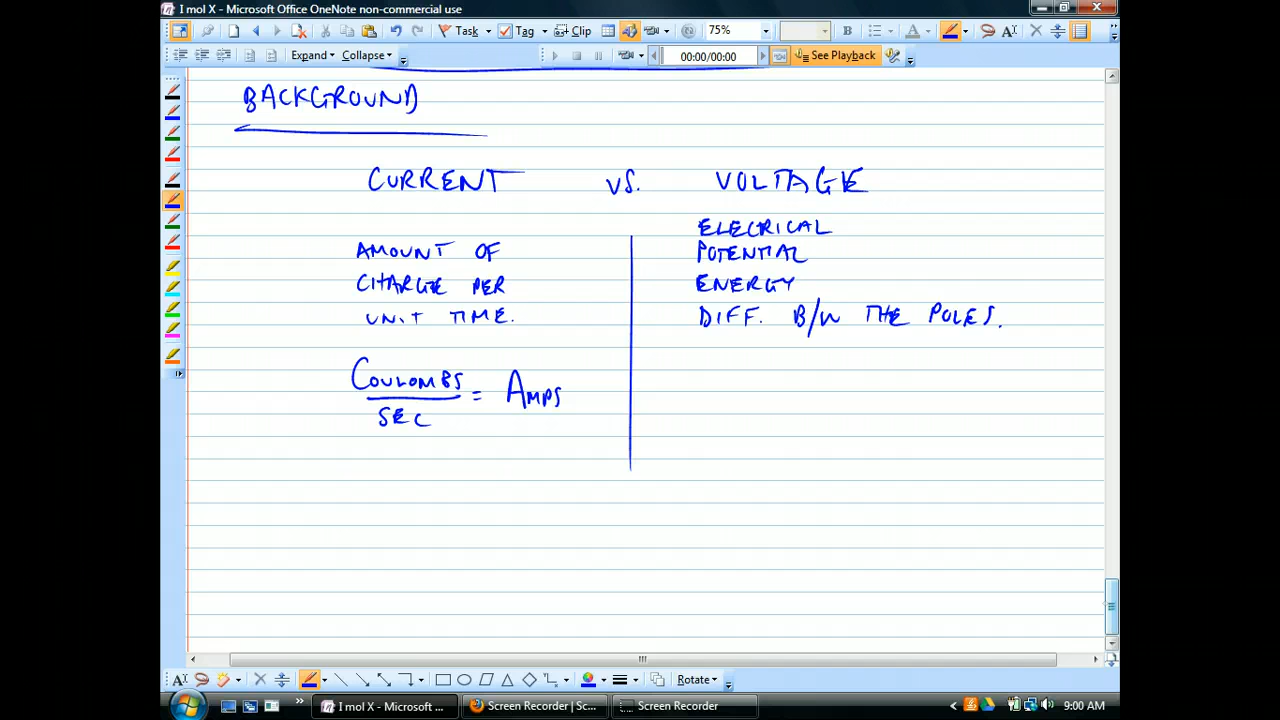 I mol X - Microsoft Office OneNote non-commercial use
Task Tag Clip 75% B A
Expand Collapse 00:00/00:00 See Playback
BACKGROUND
CURRENT vs. VOLTAGE
AMOUNT OF
CHARGE PER
UNIT TIME.
COULOMBS
SEC
= AMPS
ELECRICAL
POTENTIAL
ENERGY
DIFF. B/W THE POLES.
Rotate
I mol X - Microsoft ... Screen Recorder | Sc... Screen Recorder 9:00 AM